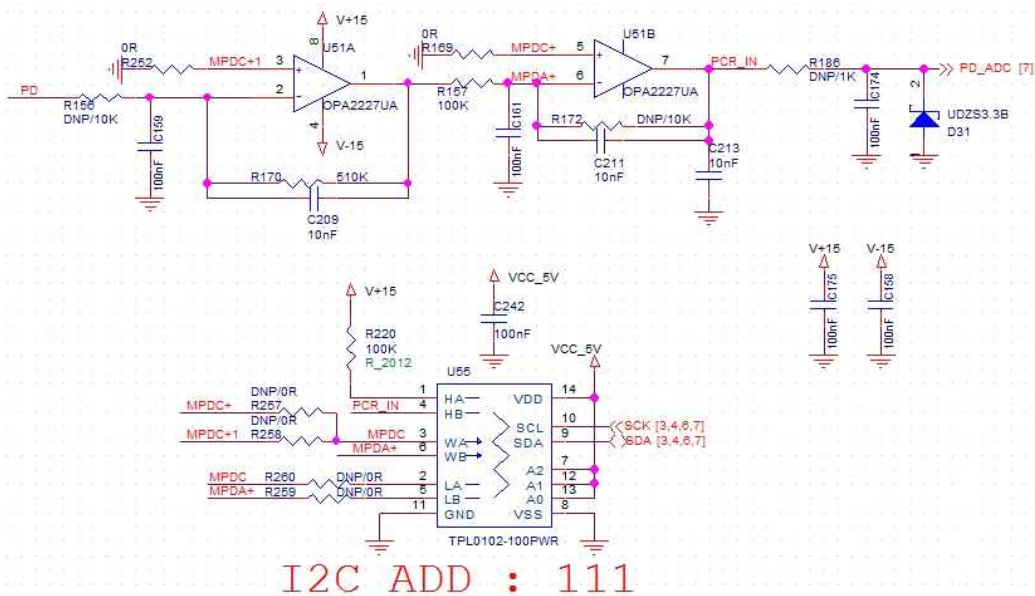 V+15
0R
R252
MPDC+1
3
8
U51A
1
2
4
OPA2227UA
V-15
PD
R156
DNP/10K
C159
100nF
R170
510K
C209
10nF
0R
R169
MPDC+
5
U51B
7
PCR_IN
R157
100K
MPDA+
6
OPA2227UA
C161
100nF
R172
DNP/10K
C211
10nF
C213
10nF
R186
DNP/1K
C174
100nF
PD_ADC [7]
2
UDZS3.3B
D31
1
V+15
C175
100nF
V-15
C158
100nF
V+15
R220
100K
R_2012
VCC_5V
C242
100nF
VCC_5V
U55
DNP/0R
MPDC+
R257
DNP/0R
MPDC+1
R258
MPDC
MPDA+
PCR_IN
MPDC
R260
DNP/0R
MPDA+
R259
DNP/0R
1
HA
4
HB
3
WA
6
WB
2
LA
5
LB
11
GND
VDD
14
SCL
10
SCK [3,4,6,7]
SDA
9
SDA [3,4,6,7]
A2
7
A1
12
A0
13
VSS
8
TPL0102-100PWR
I2C ADD : 111